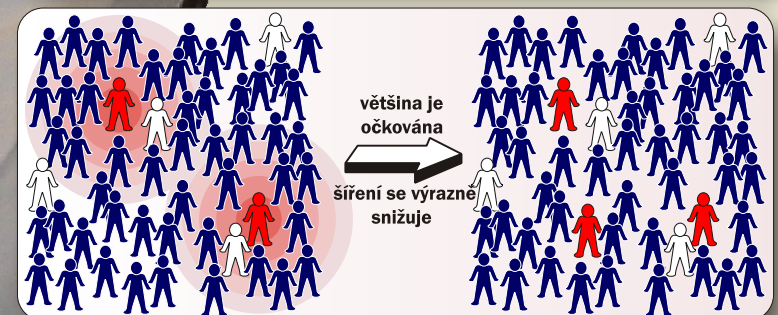 většina je
očkována
šíření se výrazně
snižuje